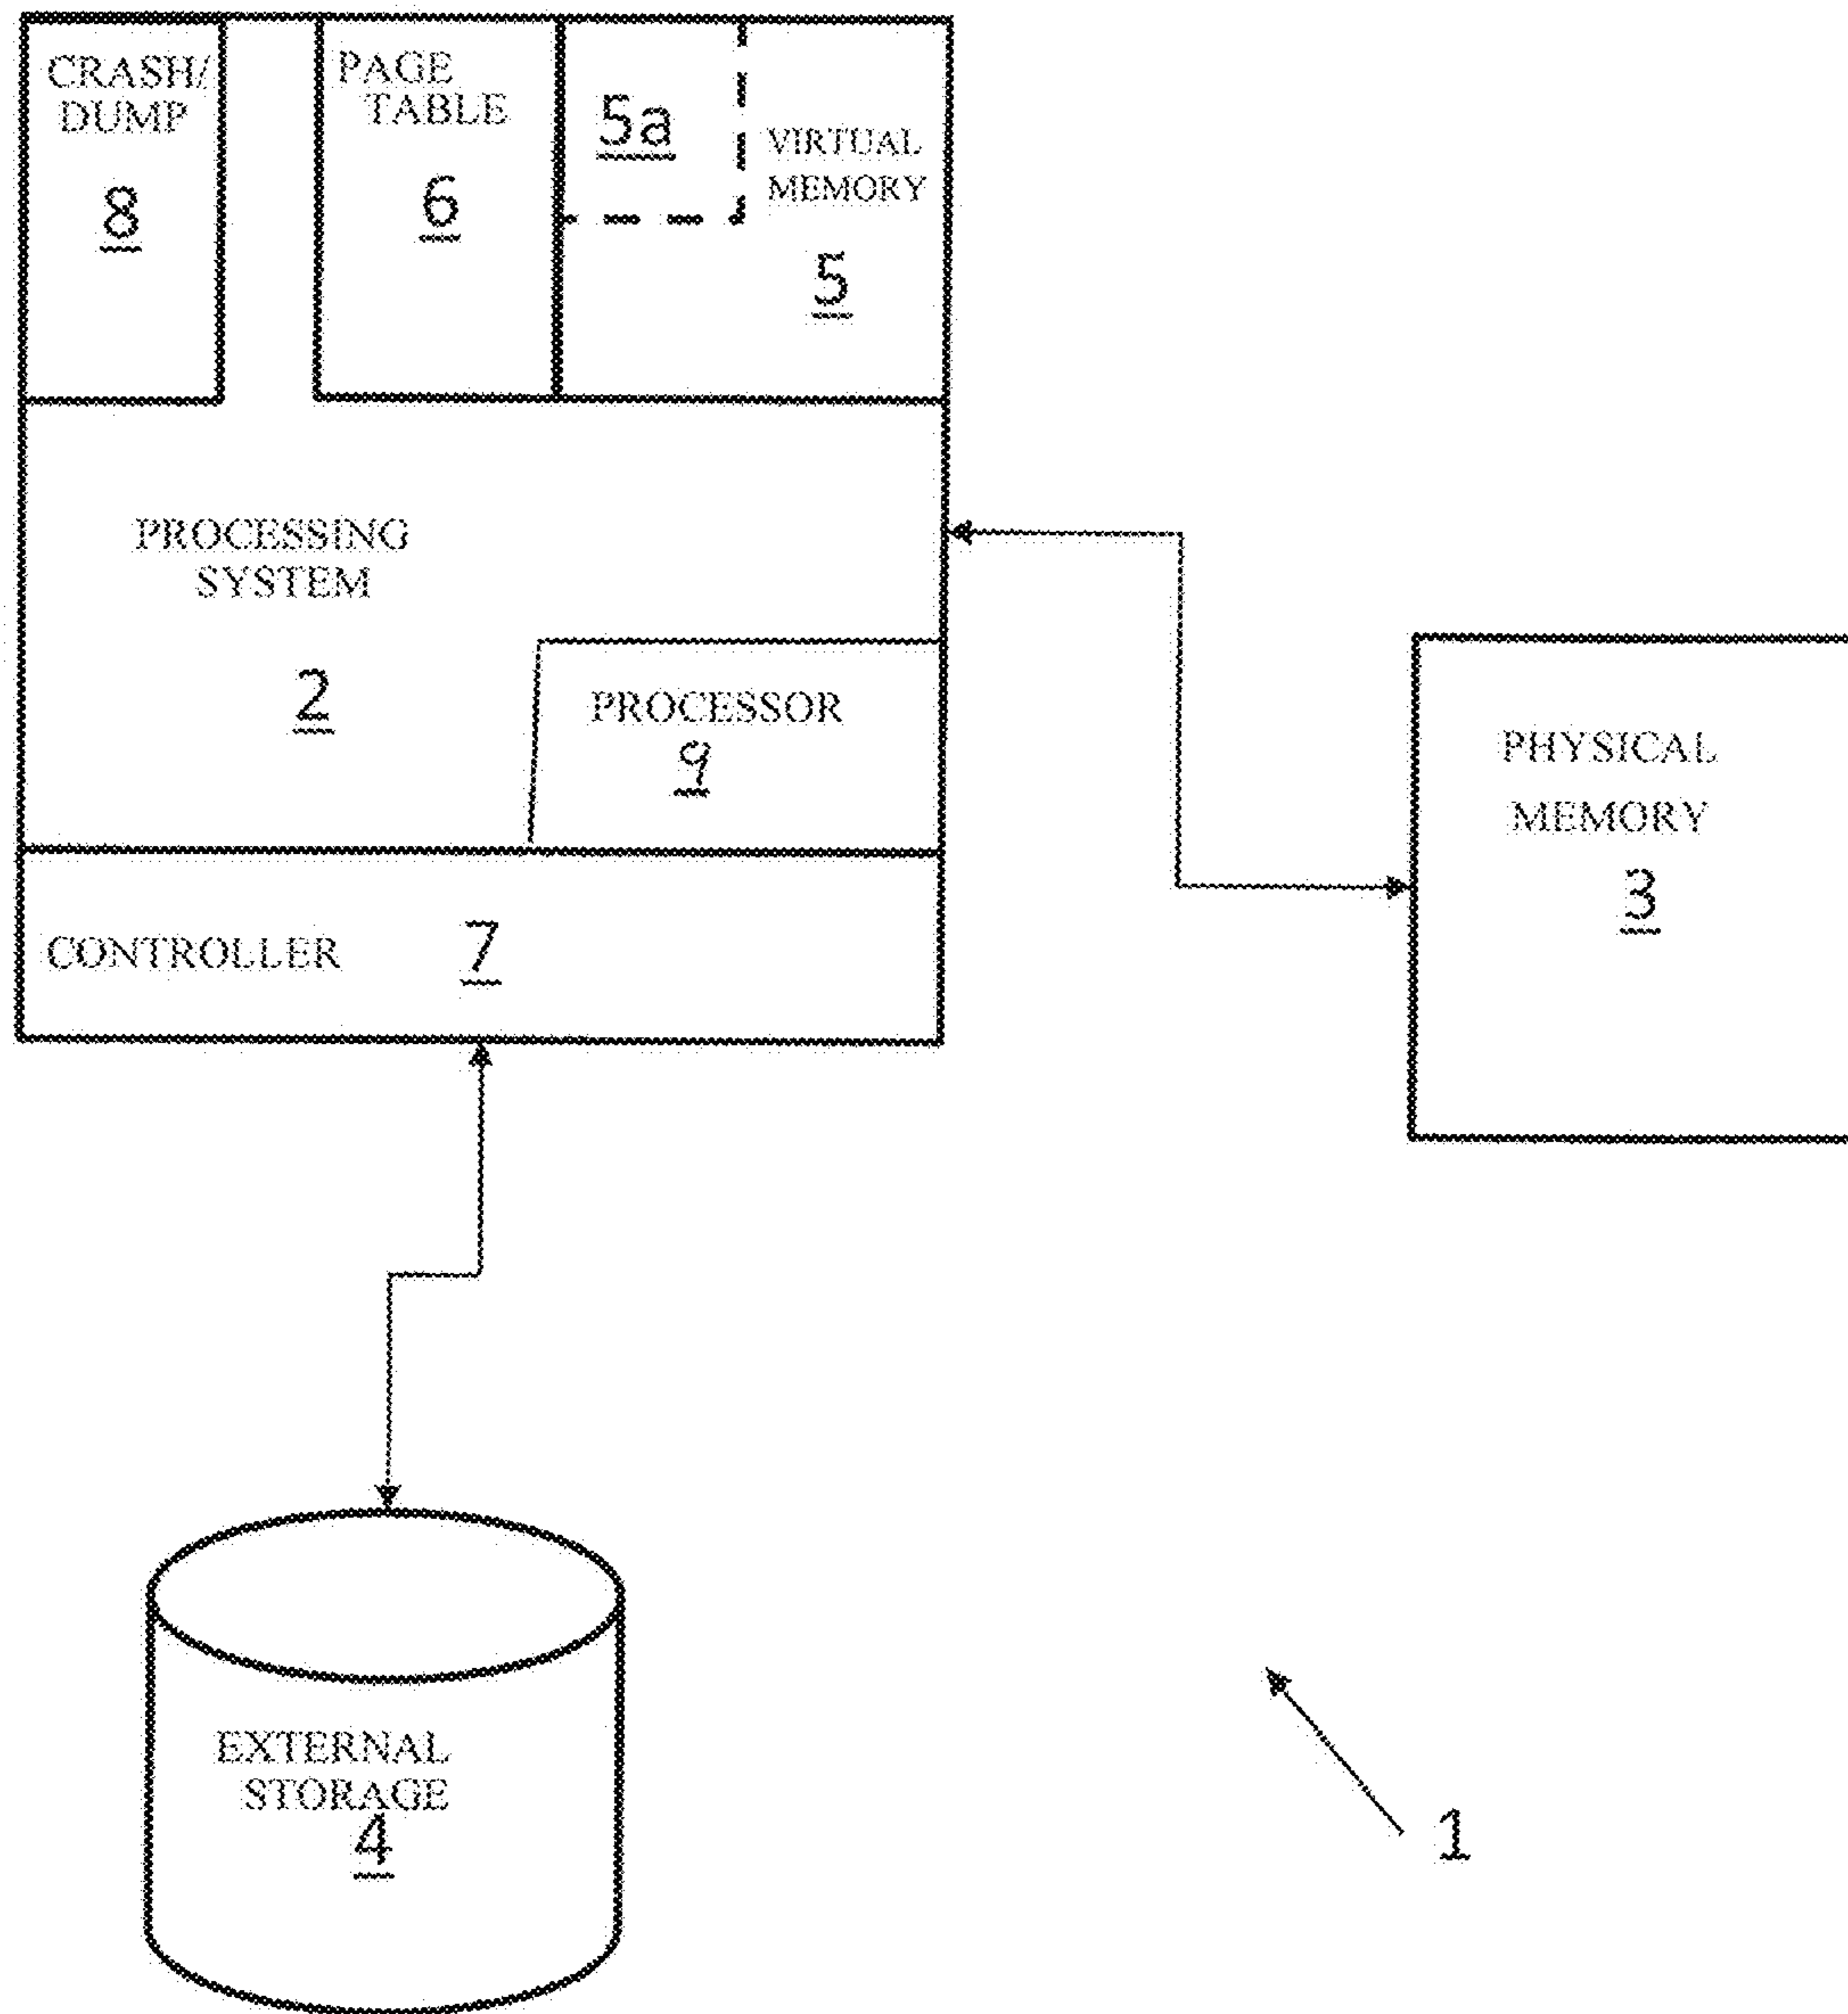 CRASH/
DUMP
8
PAGE
TABLE
6
5a
VIRTUAL
MEMORY
5
PROCESSING
SYSTEM
2
PROCESSOR
9
PHYSICAL
MEMORY
3
CONTROLLER 7
EXTERNAL
STORAGE
4
1